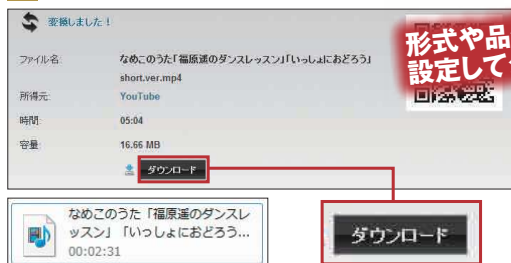 変換しました!
形式や品
設定して
ファイル名:
なめこのうた「福原遥のダンスレッスン」「いっしょにおどろう」
short.ver.mp4
所得元:
YouTube
時間:
05:04
容量:
16.66 MB
ダウンロード
なめこのうた「福原遥のダンスレ
ッスン」「いっしょにおどろう...
00:02:31
ダウンロード